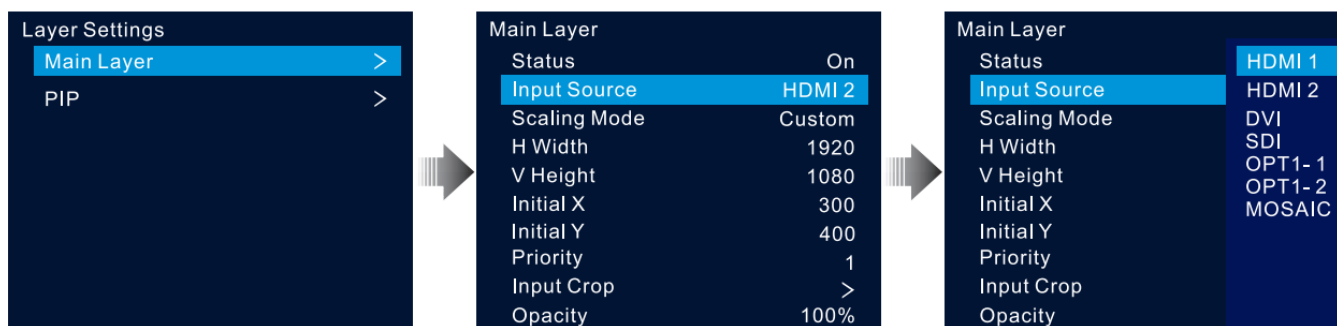 Layer Settings
Main Layer >
PIP >
Main Layer
Status On
Input Source HDMI 2
Scaling Mode Custom
H Width 1920
V Height 1080
Initial X 300
Initial Y 400
Priority 1
Input Crop >
Opacity 100%
Main Layer
Status
Input Source
Scaling Mode
H Width
V Height
Initial X
Initial Y
Priority
Input Crop
Opacity
HDMI 1
HDMI 2
DVI
SDI
OPT1-1
OPT1-2
MOSAIC